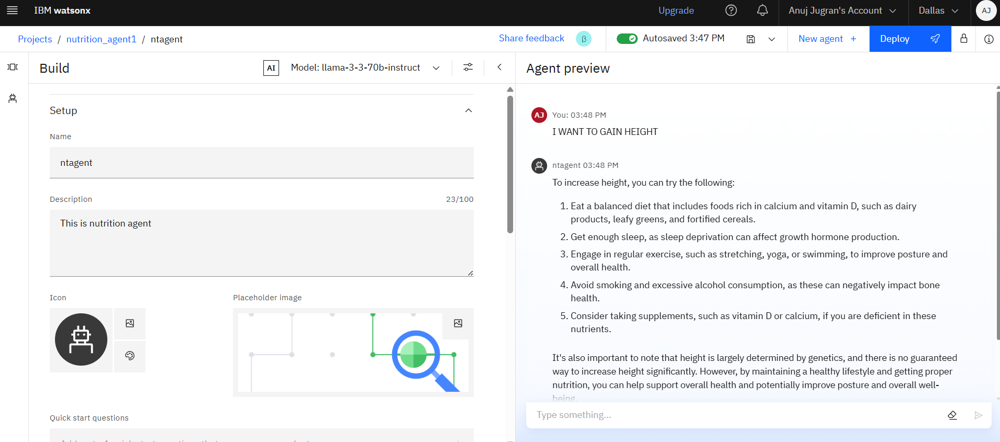 IBM watsonx
Upgrade
Anuj Jugran's Account
Dallas
AJ
Projects / nutrition_agent1 / ntagent
Share feedback
β
Autosaved 3:47 PM
New agent +
Deploy
Build
AI
Model: llama-3-3-70b-instruct
Setup
Name
ntagent
Description
23/100
This is nutrition agent
Icon
Placeholder image
Quick start questions
Agent preview
AJ
You: 03:48 PM
I WANT TO GAIN HEIGHT
ntagent 03:48 PM
To increase height, you can try the following:
1. Eat a balanced diet that includes foods rich in calcium and vitamin D, such as dairy
products, leafy greens, and fortified cereals.
2. Get enough sleep, as sleep deprivation can affect growth hormone production.
3. Engage in regular exercise, such as stretching, yoga, or swimming, to improve posture and
overall health.
4. Avoid smoking and excessive alcohol consumption, as these can negatively impact bone
health.
5. Consider taking supplements, such as vitamin D or calcium, if you are deficient in these
nutrients.
It's also important to note that height is largely determined by genetics, and there is no guaranteed
way to increase height significantly. However, by maintaining a healthy lifestyle and getting proper
nutrition, you can help support overall health and potentially improve posture and overall well-
being.
Type something...